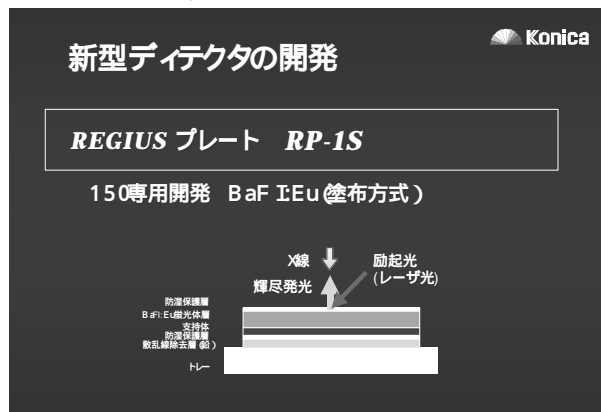 Konica
新型ディテクタの開発
REGIUS プレート RP-1S
150専用開発 BaFI:Eu(塗布方式)
X線
励起光
(レーザ光)
輝尽発光
防湿保護層
BaFI:Eu蛍光体層
支持体
防湿保護層
散乱線除去層(鉛)
トレー